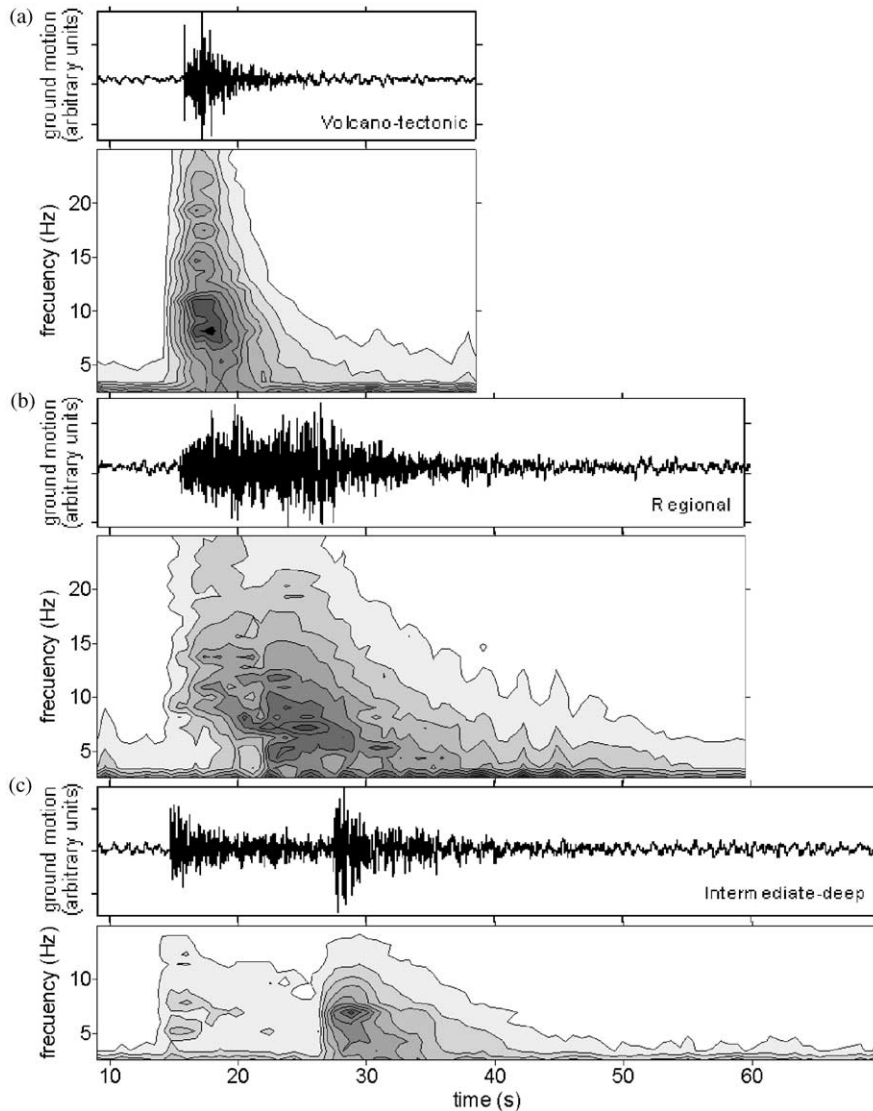 (a)
ground motion
(arbitrary units)
Volcano-tectonic
frecuency (Hz)
20
15
10
5
(b)
ground motion
(arbitrary units)
Regional
frecuency (Hz)
20
15
10
5
(c)
ground motion
(arbitrary units)
Intermediate-deep
frecuency (Hz)
10
5
10 20 30 40 50 60
time (s)